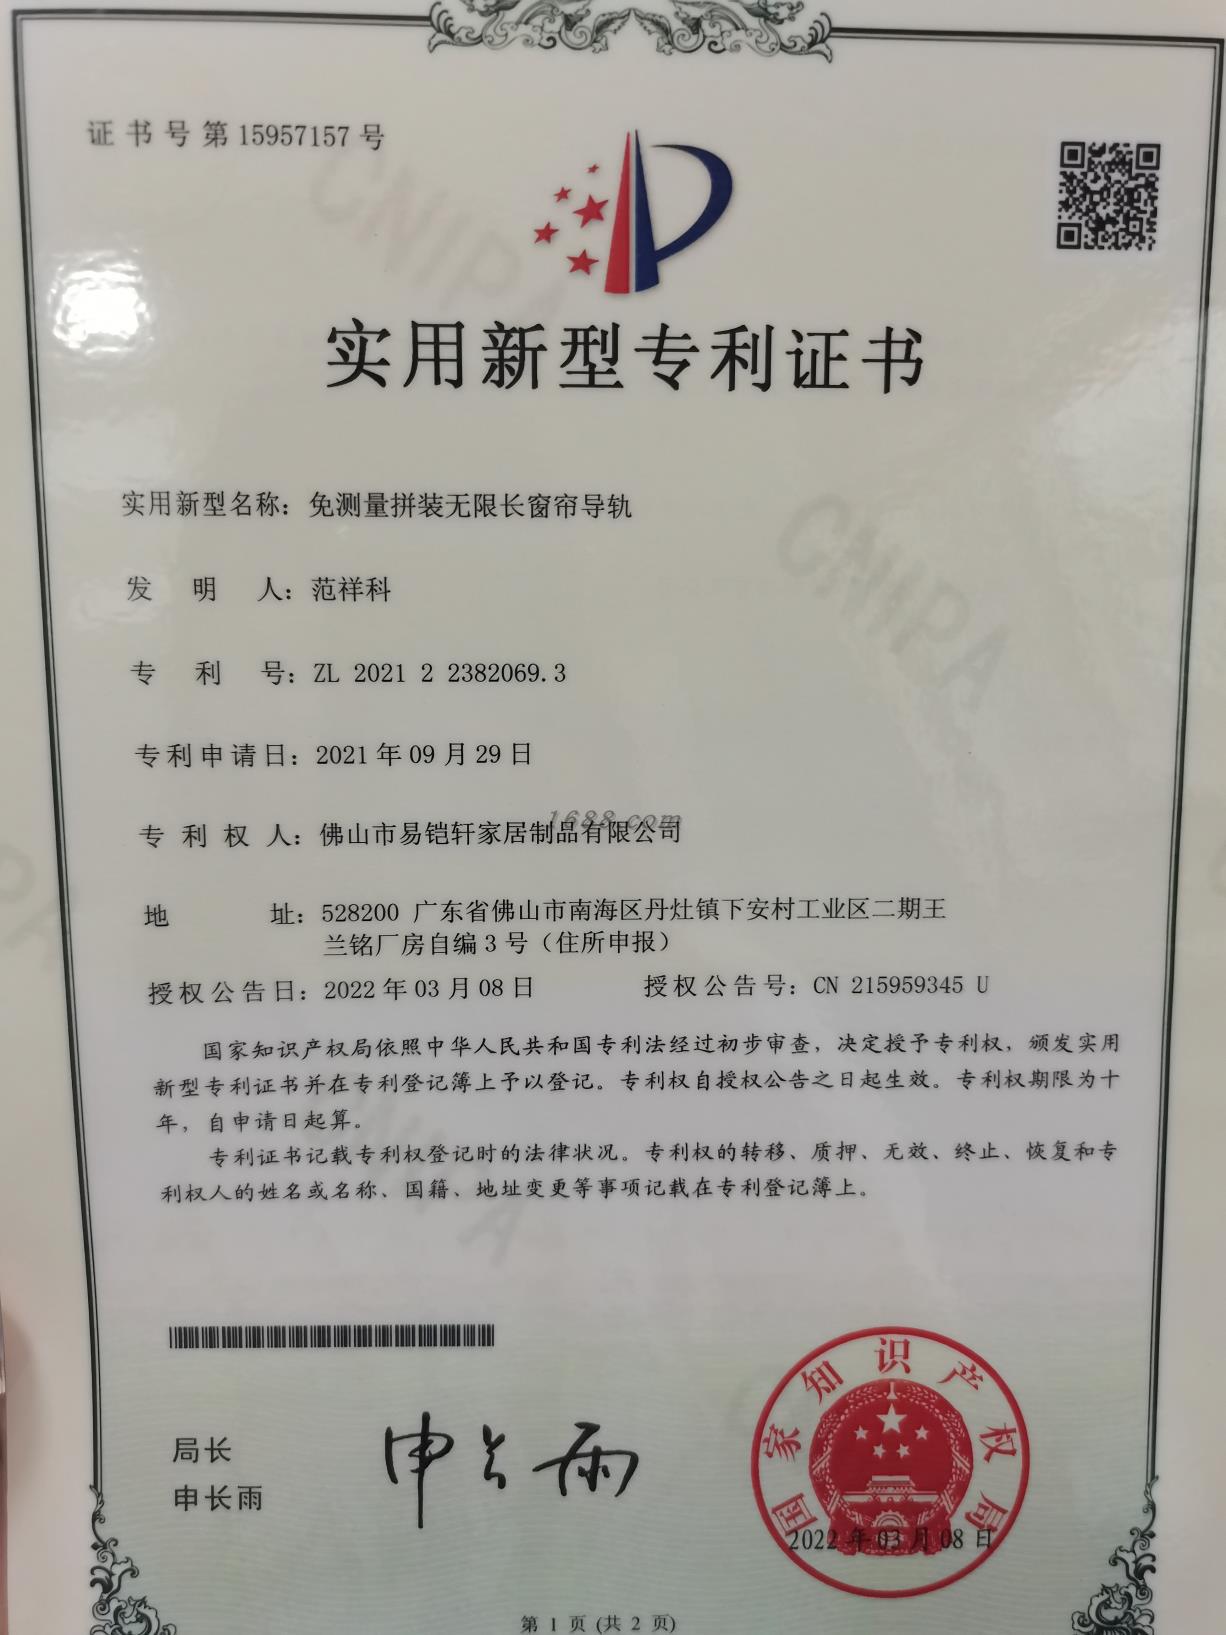 证书号第15957157号
实用新型专利证书
实用新型名称：免测量拼装无限长窗帘导轨
发明人：范祥科
专利号：ZL 2021 2 2382069.3
专利申请日：2021年09月29日
1688.com
专利权人：佛山市易铠轩家居制品有限公司
地址：528200 广东省佛山市南海区丹灶镇下安村工业区二期王
兰铭厂房自编3号（住所申报）
授权公告日：2022年03月08日 授权公告号：CN 215959345 U
国家知识产权局依照中华人民共和国专利法经过初步审查，决定授予专利权，颁发实用
新型专利证书并在专利登记簿上予以登记。专利权自授权公告之日起生效。专利权期限为十
年，自申请日起算。
专利证书记载专利权登记时的法律状况。专利权的转移、质押、无效、终止、恢复和专
利权人的姓名或名称、国籍、地址变更等事项记载在专利登记簿上。
局长
申长雨
申长雨
国家知识产权局
2022年03月08日
第 1 页 (共 2 页)
CNIPA
CNIPA
CNIPA